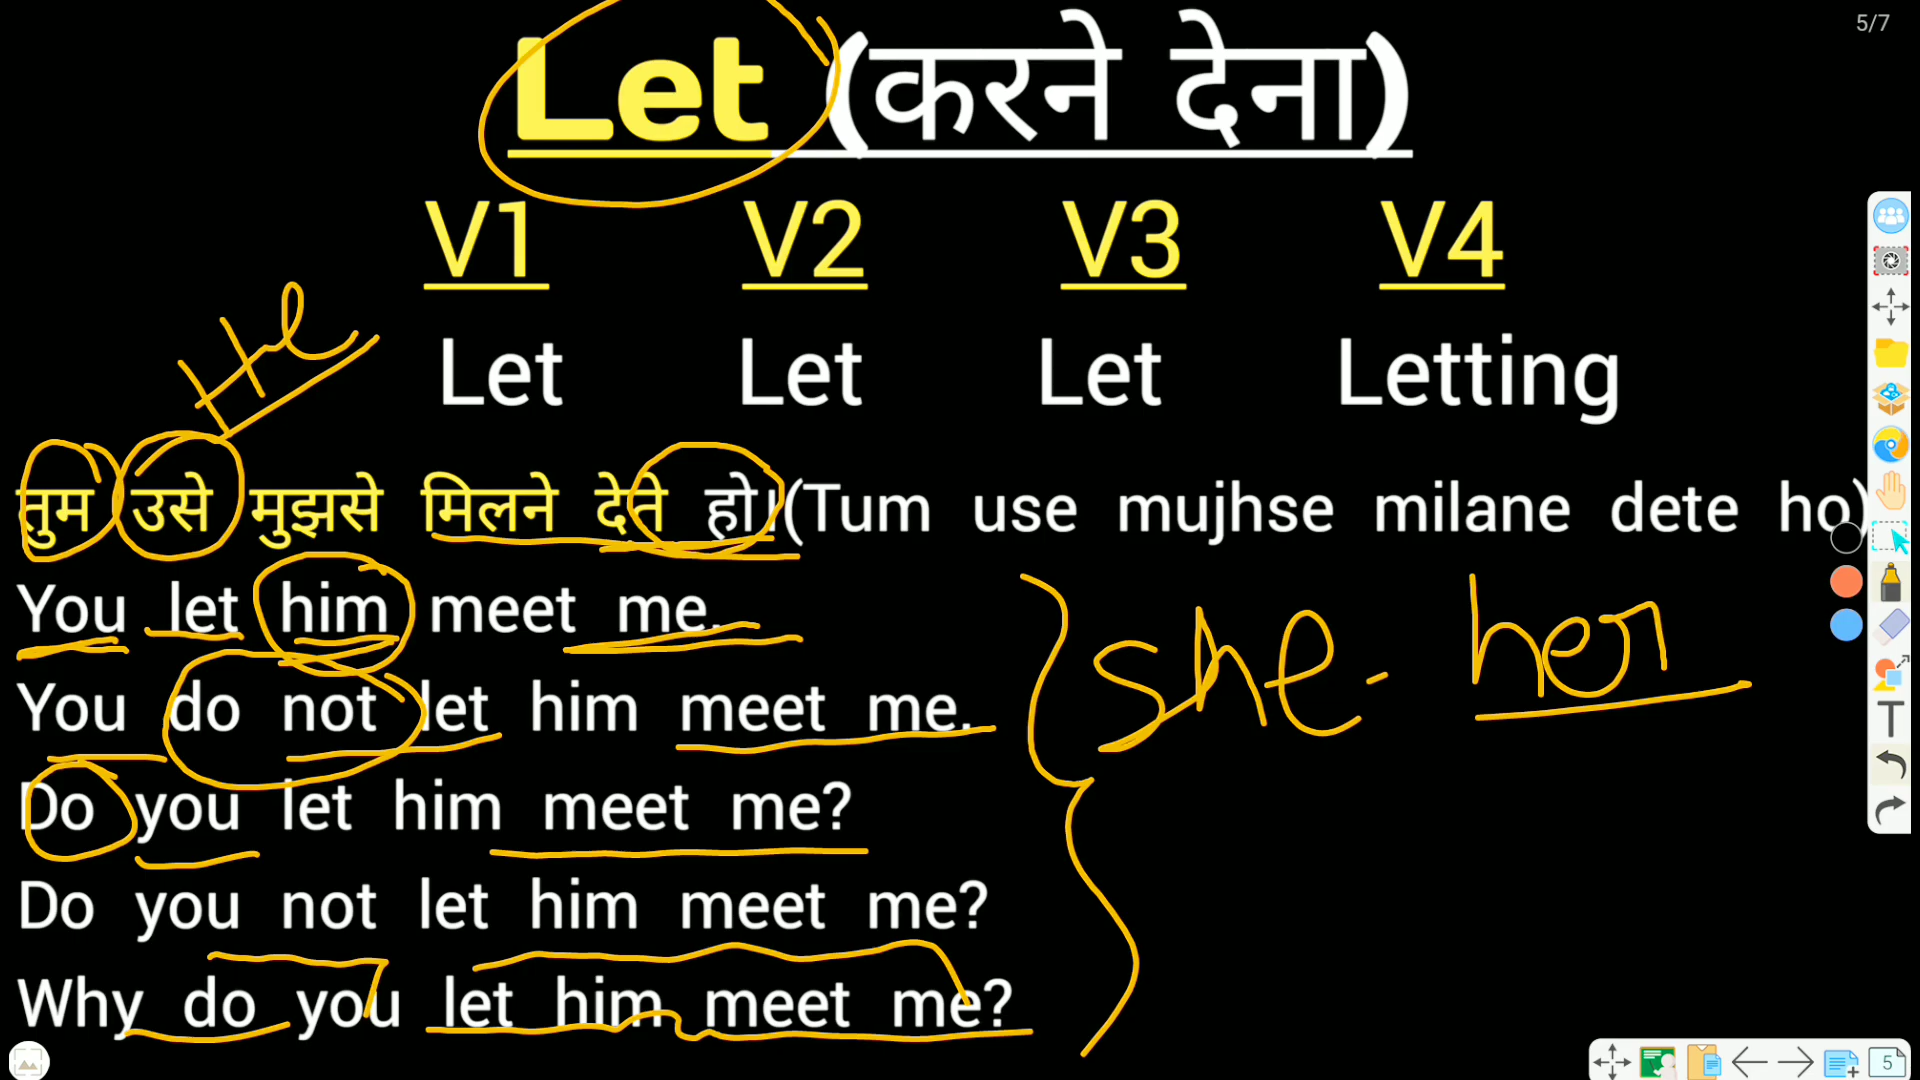 5/7
Let (करने देना)
V1 V2 V3 V4
He
Let Let Let Letting
तुम उसे मुझसे मिलने देते हो।(Tum use mujhse milane dete ho)
You let him meet me.
She - her
You do not let him meet me.
Do you let him meet me?
Do you not let him meet me?
Why do you let him meet me?
5